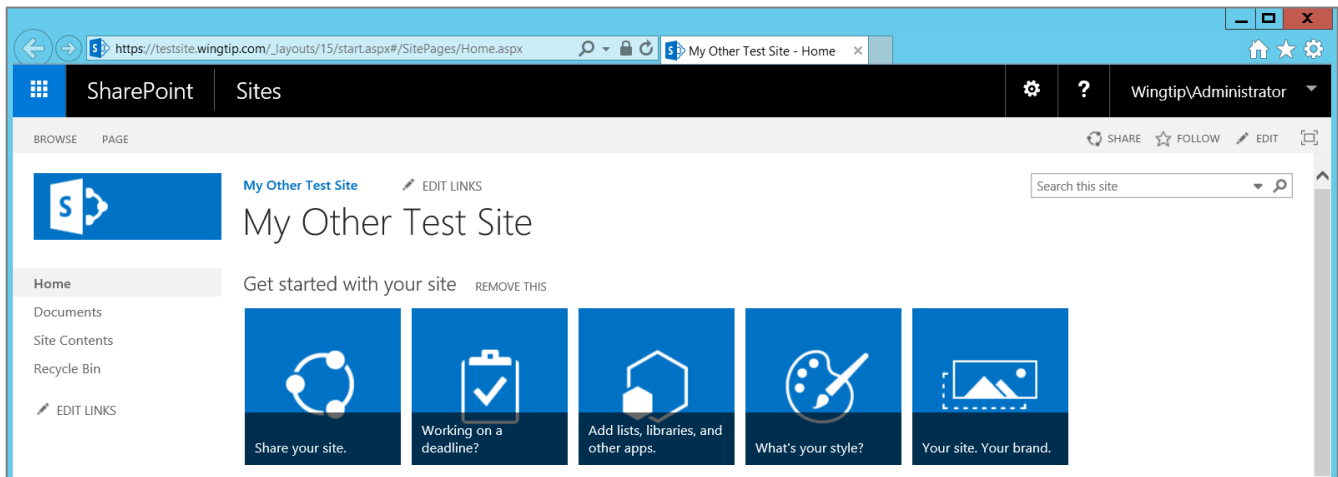 X
https://testsite.wingtip.com/_layouts/15/start.aspx#/SitePages/Home.aspx
My Other Test Site - Home ×
SharePoint Sites ? Wingtip\Administrator
BROWSE PAGE SHARE FOLLOW EDIT
S
My Other Test Site EDIT LINKS
Search this site
My Other Test Site
Home
Documents
Site Contents
Recycle Bin
EDIT LINKS
Get started with your site REMOVE THIS
Share your site.
Working on a
deadline?
Add lists, libraries, and
other apps.
What's your style?
Your site. Your brand.